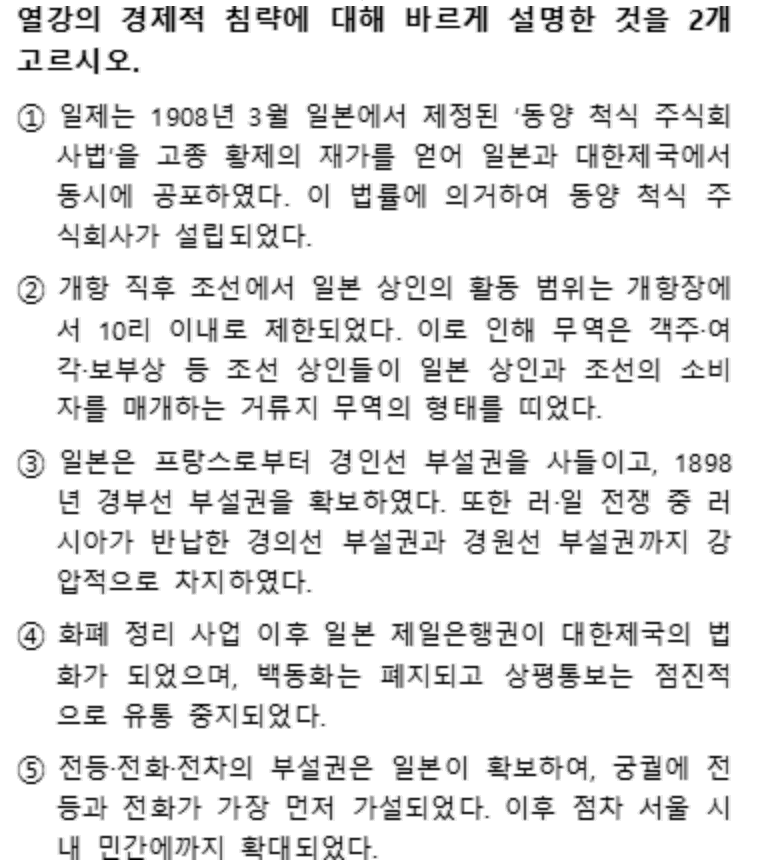 열강의 경제적 침략에 대해 바르게 설명한 것을 2개
고르시오.
① 일제는 1908년 3월 일본에서 제정된 '동양 척식 주식회
사법'을 고종 황제의 재가를 얻어 일본과 대한제국에서
동시에 공포하였다. 이 법률에 의거하여 동양 척식 주
식회사가 설립되었다.
② 개항 직후 조선에서 일본 상인의 활동 범위는 개항장에
서 10리 이내로 제한되었다. 이로 인해 무역은 객주·여
각·보부상 등 조선 상인들이 일본 상인과 조선의 소비
자를 매개하는 거류지 무역의 형태를 띠었다.
③ 일본은 프랑스로부터 경인선 부설권을 사들이고, 1898
년 경부선 부설권을 확보하였다. 또한 러·일 전쟁 중 러
시아가 반납한 경의선 부설권과 경원선 부설권까지 강
압적으로 차지하였다.
④ 화폐 정리 사업 이후 일본 제일은행권이 대한제국의 법
화가 되었으며, 백동화는 폐지되고 상평통보는 점진적
으로 유통 중지되었다.
⑤ 전등·전화·전차의 부설권은 일본이 확보하여, 궁궐에 전
등과 전화가 가장 먼저 가설되었다. 이후 점차 서울 시
내 민간에까지 확대되었다.